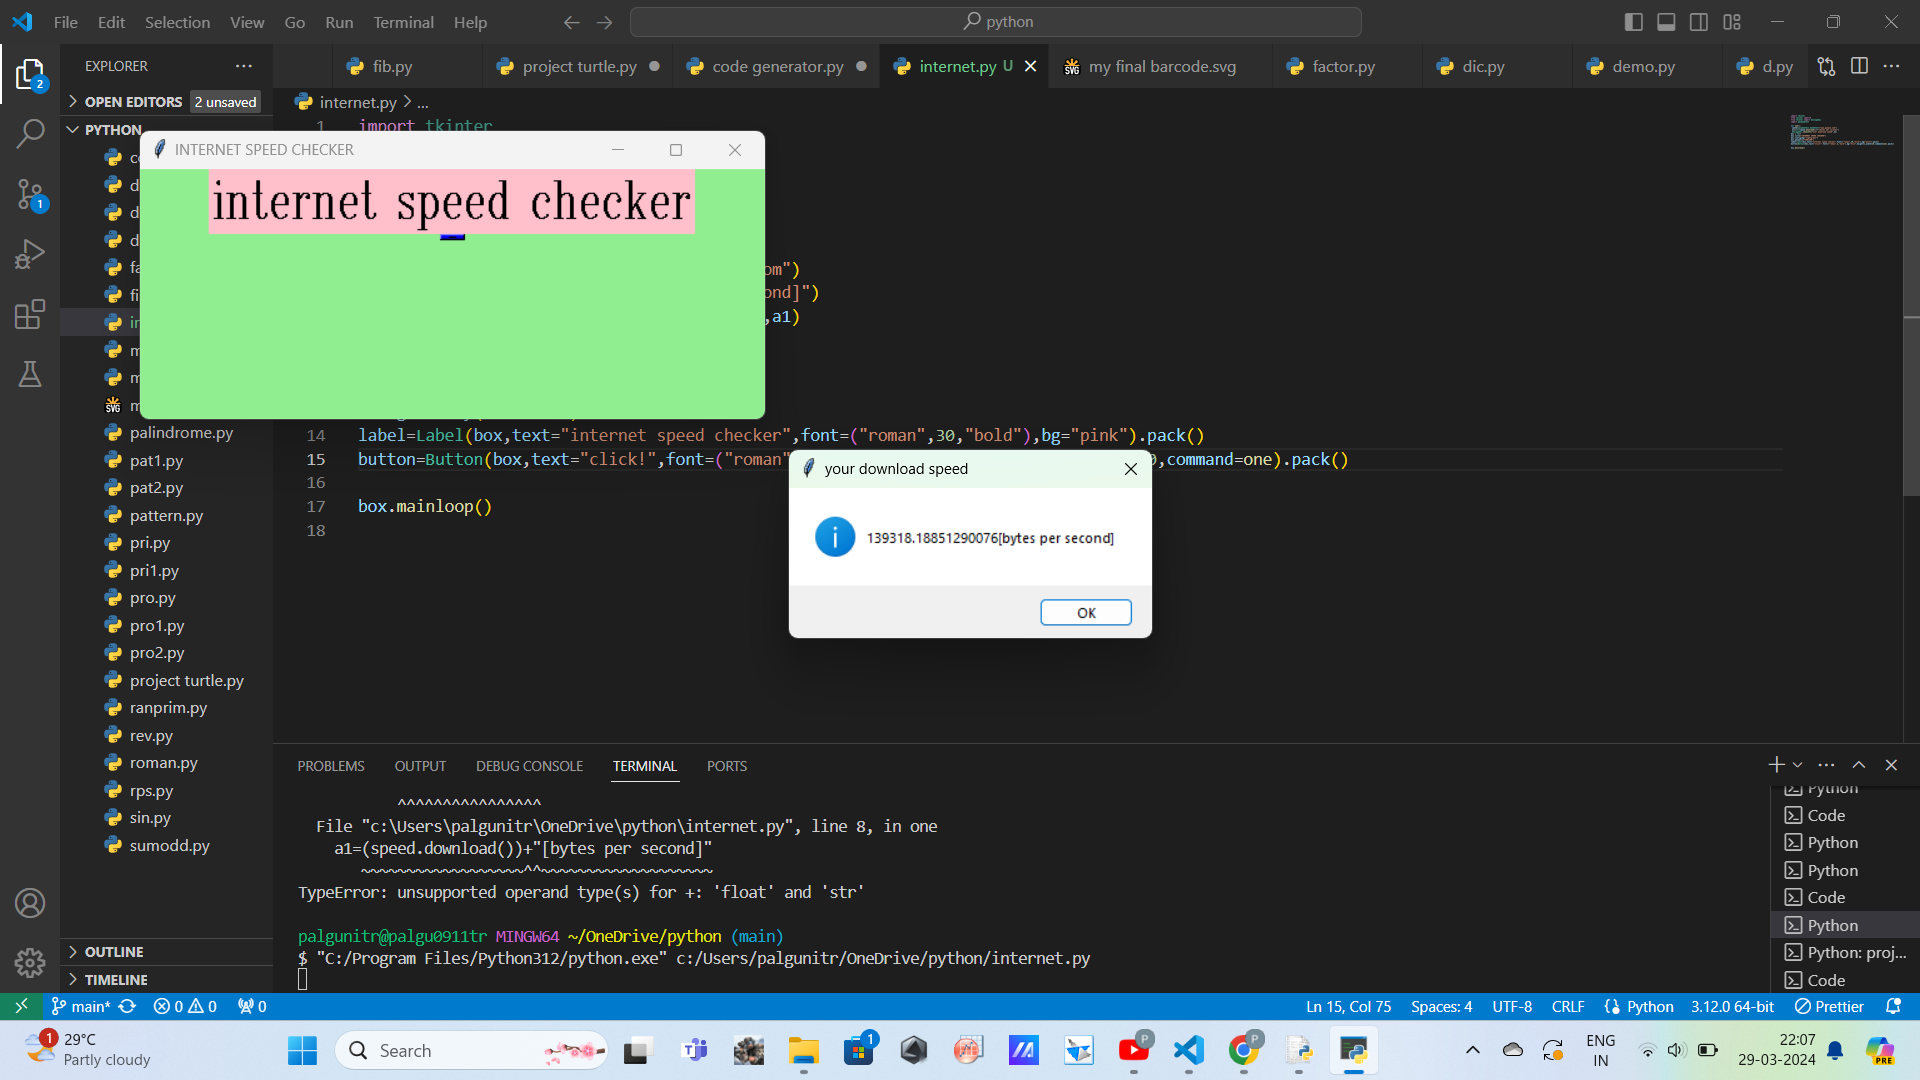 File Edit Selection View Go Run Terminal Help
python
EXPLORER
fib.py
project turtle.py
code generator.py
internet.py U
my final barcode.svg
factor.py
dic.py
demo.py
d.py
OPEN EDITORS 2 unsaved
internet.py > ...
PYTHON
1 import tkinter
INTERNET SPEED CHECKER
internet speed checker
om")
ond]")
,a1)
14 label=Label(box,text="internet speed checker",font=("roman",30,"bold"),bg="pink").pack()
15 button=Button(box,text="click!",font=("roman"
,command=one).pack()
16
17 box.mainloop()
18
your download speed
139318.18851290076[bytes per second]
OK
palindrome.py
pat1.py
pat2.py
pattern.py
pri.py
pri1.py
pro.py
pro1.py
pro2.py
project turtle.py
ranprim.py
rev.py
roman.py
rps.py
sin.py
sumodd.py
OUTLINE
TIMELINE
PROBLEMS OUTPUT DEBUG CONSOLE TERMINAL PORTS
^^^^^^^^^^^^^^^^
File "c:\Users\palgunitr\OneDrive\python\internet.py", line 8, in one
a1=(speed.download())+"[bytes per second]"
~~~~~~~~~~~~~~~~~~^^~~~~~~~~~~~~~~~~~~~
TypeError: unsupported operand type(s) for +: 'float' and 'str'
palgunitr@palgu0911tr MINGW64 ~/OneDrive/python (main)
$ "C:/Program Files/Python312/python.exe" c:/Users/palgunitr/OneDrive/python/internet.py
Python
Code
Python
Python
Code
Python
Python: proj...
Code
main* 0 0 0
Ln 15, Col 75 Spaces: 4 UTF-8 CRLF Python 3.12.0 64-bit Prettier
29°C
Partly cloudy
Search
ENG
IN
22:07
29-03-2024